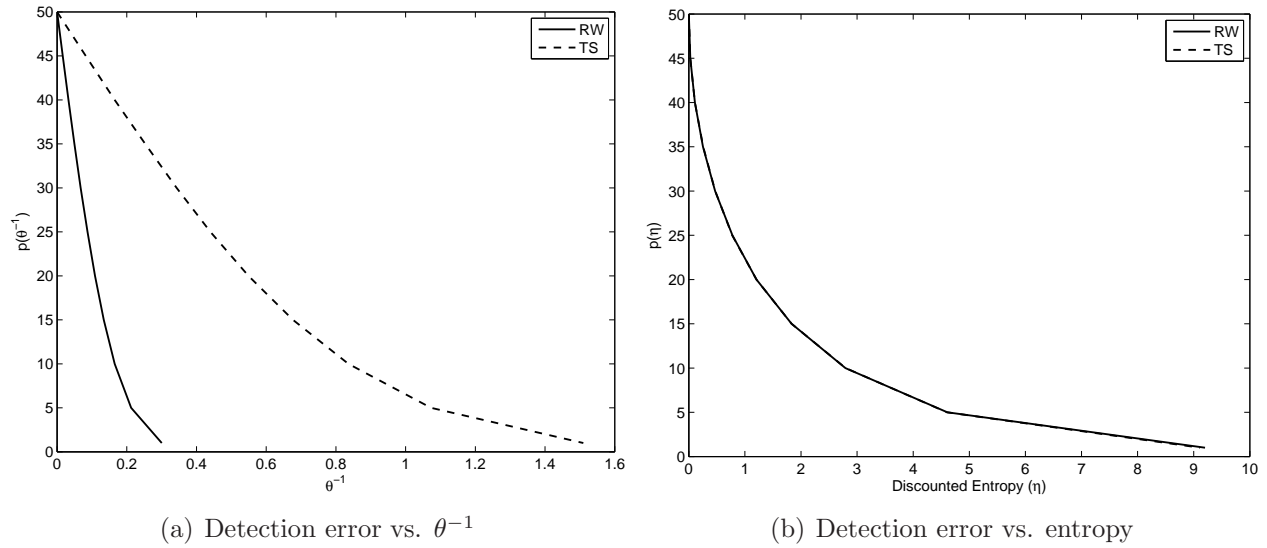 50
45
40
35
30
25
20
15
10
5
0
p(θ⁻¹)
0 0.2 0.4 0.6 0.8 1 1.2 1.4 1.6
θ⁻¹
RW
TS
(a) Detection error vs. θ⁻¹
50
45
40
35
30
25
20
15
10
5
0
p(η)
0 1 2 3 4 5 6 7 8 9 10
Discounted Entropy (η)
RW
TS
(b) Detection error vs. entropy